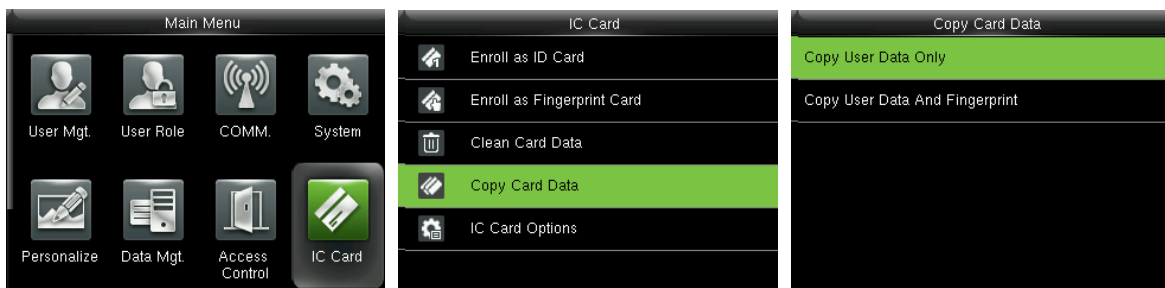 Main Menu
User Mgt.
User Role
COMM.
System
Personalize
Data Mgt.
Access
Control
IC Card
IC Card
Enroll as ID Card
Enroll as Fingerprint Card
Clean Card Data
Copy Card Data
IC Card Options
Copy Card Data
Copy User Data Only
Copy User Data And Fingerprint